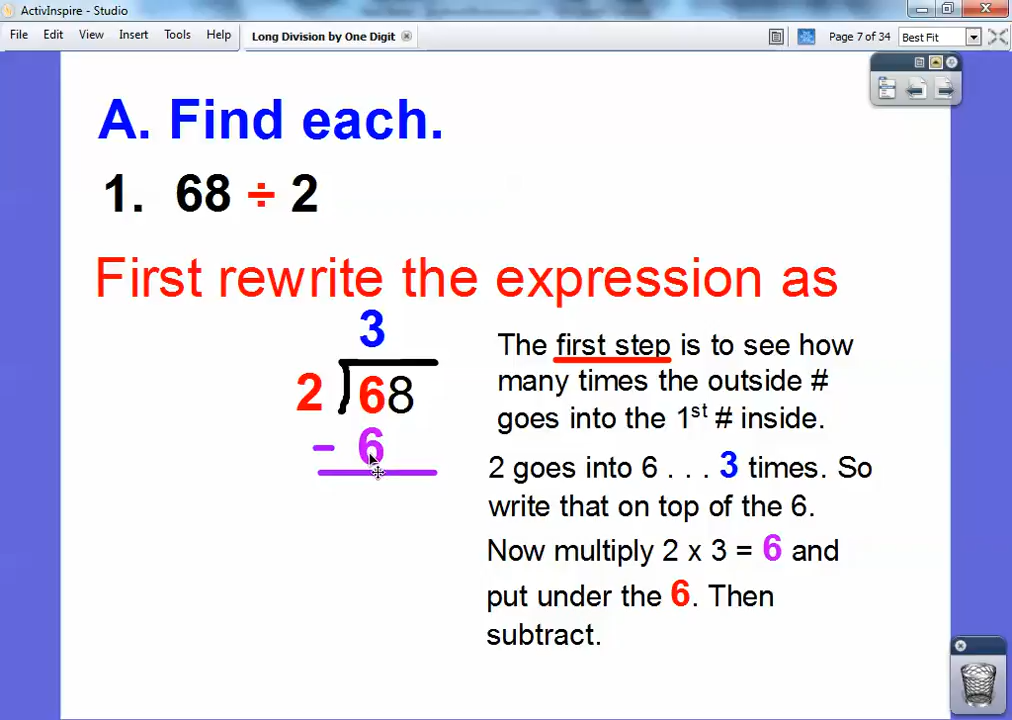 ActivInspire - Studio
File Edit View Insert Tools Help Long Division by One Digit Page 7 of 34 Best Fit
A. Find each.
1. 68 ÷ 2
First rewrite the expression as
3
2 68
− 6
The first step is to see how
many times the outside #
goes into the 1st # inside.
2 goes into 6 . . . 3 times. So
write that on top of the 6.
Now multiply 2 x 3 = 6 and
put under the 6. Then
subtract.